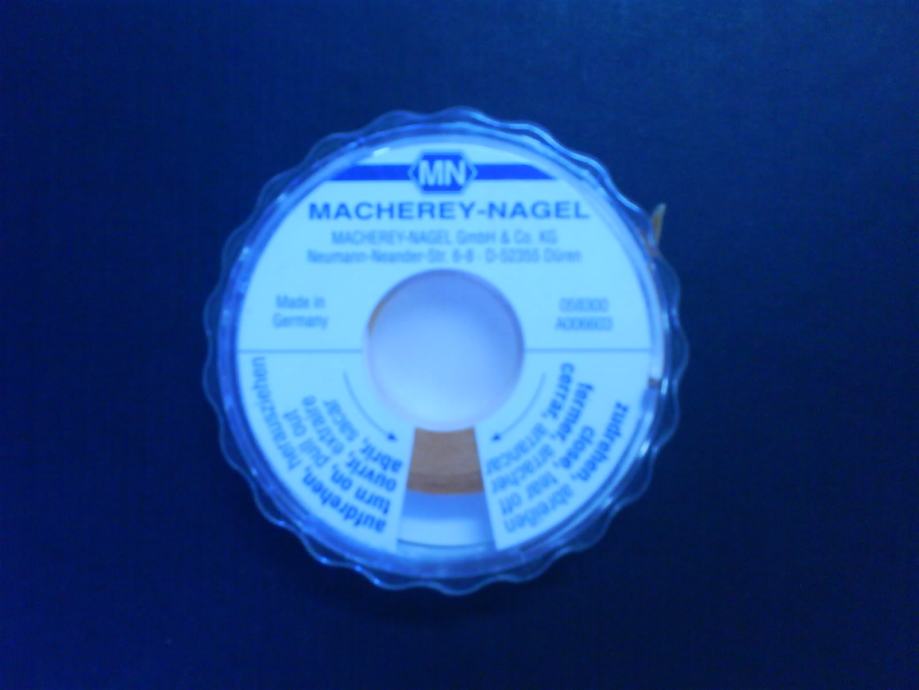 MN
MACHEREY-NAGEL
MACHEREY-NAGEL GmbH & Co. KG
Neumann-Neander-Str. 6-8 · D-52355 Düren
Made in
Germany
A006603
aufdrehen, herausziehen
turn on, pull out
ouvrir, extraire
abrir, sacar
zudrehen, abreißen
close, tear off
fermer, arracher
cerrar, arrancar